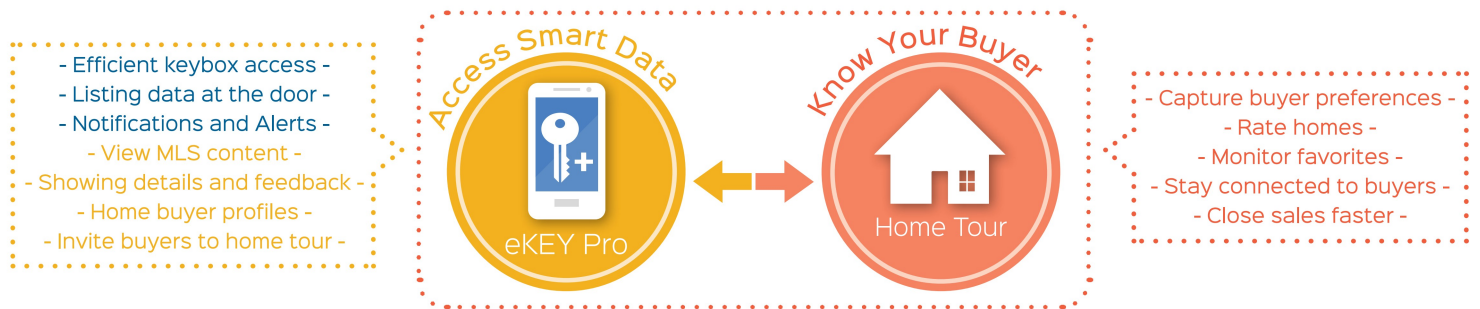 - Efficient keybox access -
- Listing data at the door -
- Notifications and Alerts -
- View MLS content -
- Showing details and feedback -
- Home buyer profiles -
- Invite buyers to home tour -
Access Smart Data
+
eKEY Pro
Know Your Buyer
Home Tour
- Capture buyer preferences -
- Rate homes -
- Monitor favorites -
- Stay connected to buyers -
- Close sales faster -